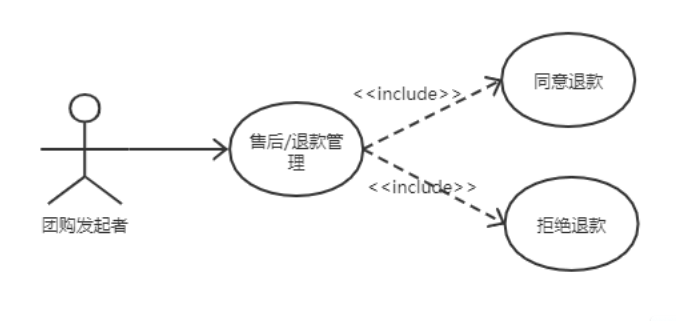 同意退款
<<include>>
售后/退款管
理
<<include>>
团购发起者
拒绝退款